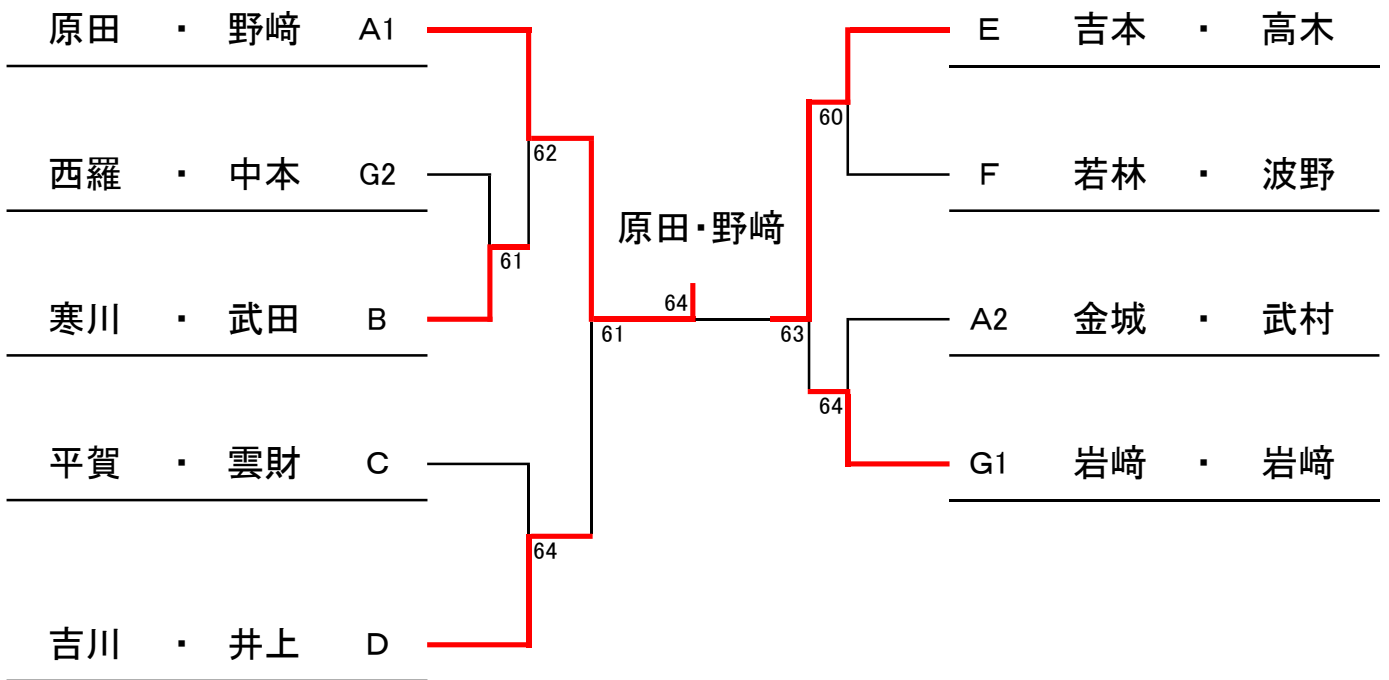 原田 ・ 野﨑 A1
西羅 ・ 中本 G2
寒川 ・ 武田 B
平賀 ・ 雲財 C
吉川 ・ 井上 D
62
61
61
64
原田・野﨑
64
60
63
64
E 吉本 ・ 高木
F 若林 ・ 波野
A2 金城 ・ 武村
G1 岩﨑 ・ 岩﨑